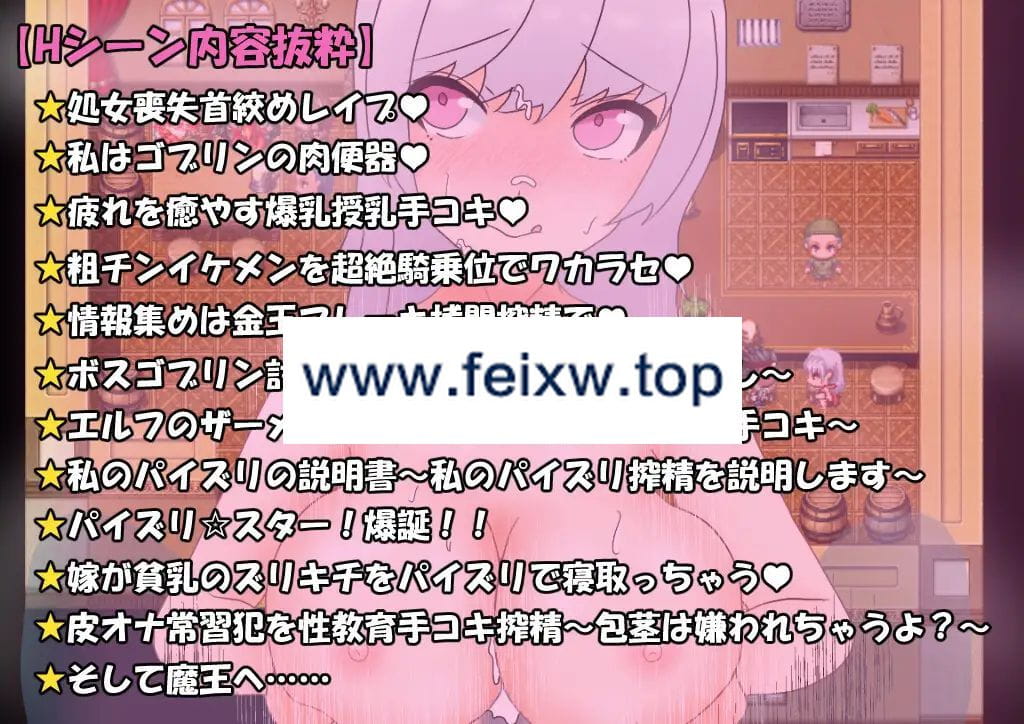 【Hシーン内容抜粋】
★処女喪失首絞めレイプ♥
★私はゴブリンの肉便器♥
★疲れを癒やす爆乳授乳手コキ♥
★粗チンイケメンを超絶騎乗位でワカラセ♥
★情報集めは金玉
www.feixw.top
★ボスゴブリン討 し～
★エルフのザーメ 手コキ～
★私のパイズリの説明書～私のパイズリ搾精を説明します～
★パイズリ☆スター！爆誕！！
★嫁が貧乳のズリキチをパイズリで寝取っちゃう♥
★皮オナ常習犯を性教育手コキ搾精～包茎は嫌われちゃうよ？～
★そして魔王へ……